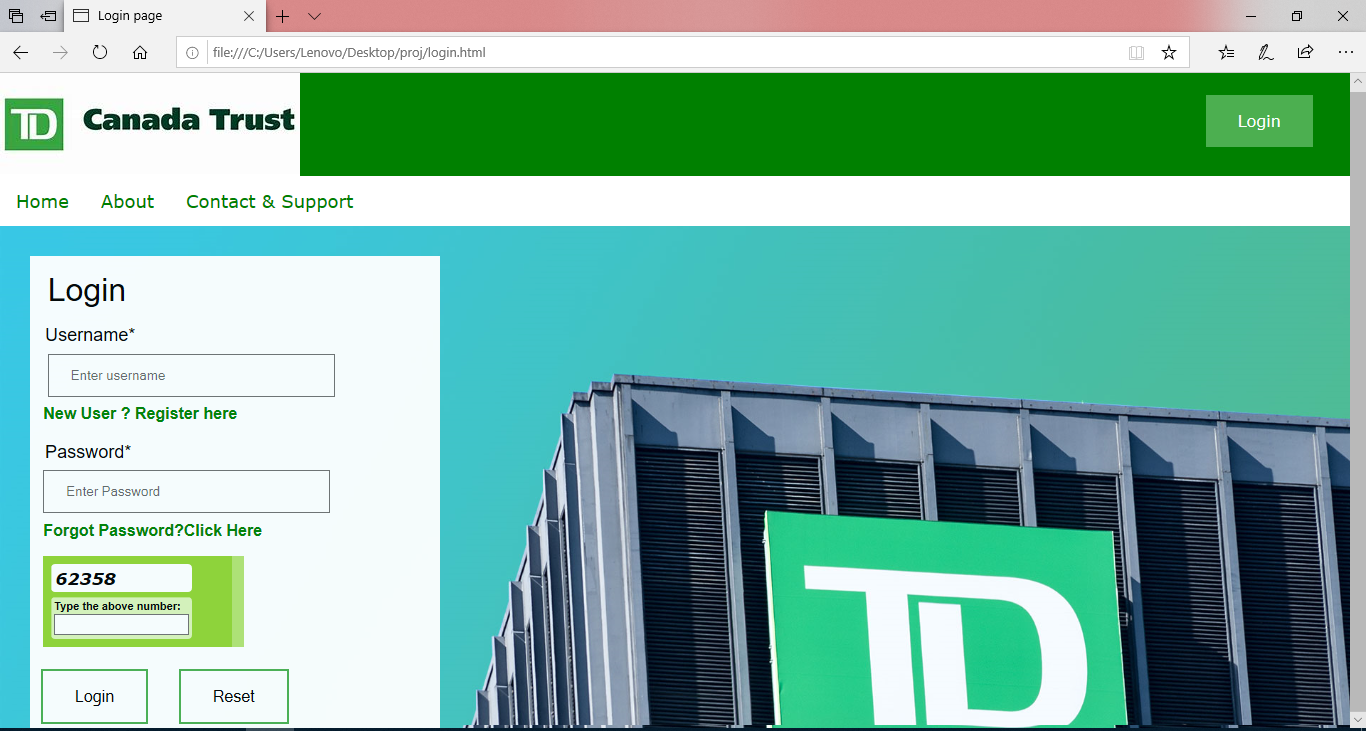 Login page
file:///C:/Users/Lenovo/Desktop/proj/login.html
TD Canada Trust
Login
Home About Contact & Support
Login
Username*
Enter username
New User ? Register here
Password*
Enter Password
Forgot Password?Click Here
62358
Type the above number:
Login Reset
TD